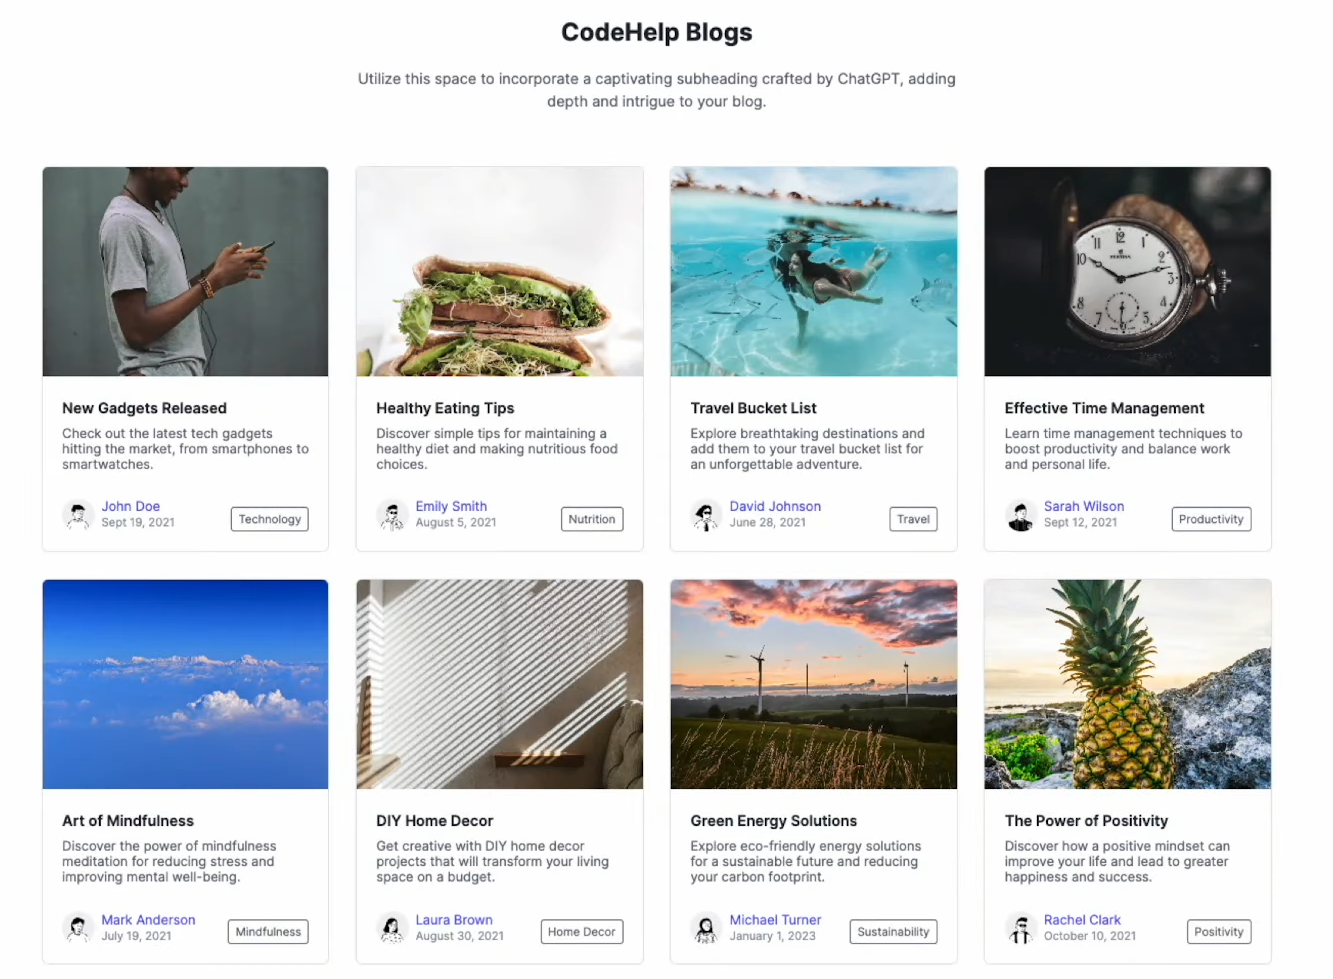 CodeHelp Blogs
Utilize this space to incorporate a captivating subheading crafted by ChatGPT, adding
depth and intrigue to your blog.
New Gadgets Released
Check out the latest tech gadgets
hitting the market, from smartphones to
smartwatches.
John Doe
Sept 19, 2021
Technology
Healthy Eating Tips
Discover simple tips for maintaining a
healthy diet and making nutritious food
choices.
Emily Smith
August 5, 2021
Nutrition
Travel Bucket List
Explore breathtaking destinations and
add them to your travel bucket list for
an unforgettable adventure.
David Johnson
June 28, 2021
Travel
11 12 1
10 2
3
8 4
7 5
Effective Time Management
Learn time management techniques to
boost productivity and balance work
and personal life.
Sarah Wilson
Sept 12, 2021
Productivity
Art of Mindfulness
Discover the power of mindfulness
meditation for reducing stress and
improving mental well-being.
Mark Anderson
July 19, 2021
Mindfulness
DIY Home Decor
Get creative with DIY home decor
projects that will transform your living
space on a budget.
Laura Brown
August 30, 2021
Home Decor
Green Energy Solutions
Explore eco-friendly energy solutions
for a sustainable future and reducing
your carbon footprint.
Michael Turner
January 1, 2023
Sustainability
The Power of Positivity
Discover how a positive mindset can
improve your life and lead to greater
happiness and success.
Rachel Clark
October 10, 2021
Positivity